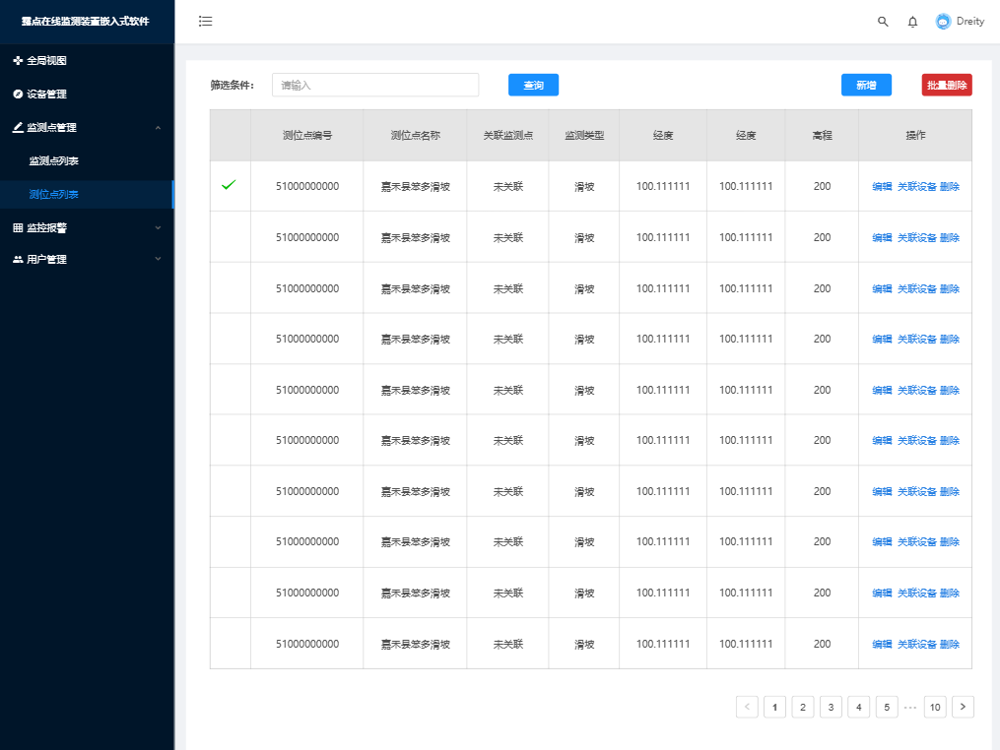 露点在线监测装置嵌入式软件
Dreity
全局视图
设备管理
监测点管理
监测点列表
测位点列表
监控报警
用户管理
筛选条件： 请输入 查询 新增 批量删除
测位点编号 测位点名称 关联监测点 监测类型 经度 经度 高程 操作
51000000000 嘉禾县笨多滑坡 未关联 滑坡 100.111111 100.111111 200 编辑 关联设备 删除
51000000000 嘉禾县笨多滑坡 未关联 滑坡 100.111111 100.111111 200 编辑 关联设备 删除
51000000000 嘉禾县笨多滑坡 未关联 滑坡 100.111111 100.111111 200 编辑 关联设备 删除
51000000000 嘉禾县笨多滑坡 未关联 滑坡 100.111111 100.111111 200 编辑 关联设备 删除
51000000000 嘉禾县笨多滑坡 未关联 滑坡 100.111111 100.111111 200 编辑 关联设备 删除
51000000000 嘉禾县笨多滑坡 未关联 滑坡 100.111111 100.111111 200 编辑 关联设备 删除
51000000000 嘉禾县笨多滑坡 未关联 滑坡 100.111111 100.111111 200 编辑 关联设备 删除
51000000000 嘉禾县笨多滑坡 未关联 滑坡 100.111111 100.111111 200 编辑 关联设备 删除
51000000000 嘉禾县笨多滑坡 未关联 滑坡 100.111111 100.111111 200 编辑 关联设备 删除
51000000000 嘉禾县笨多滑坡 未关联 滑坡 100.111111 100.111111 200 编辑 关联设备 删除
< 1 2 3 4 5 ··· 10 >